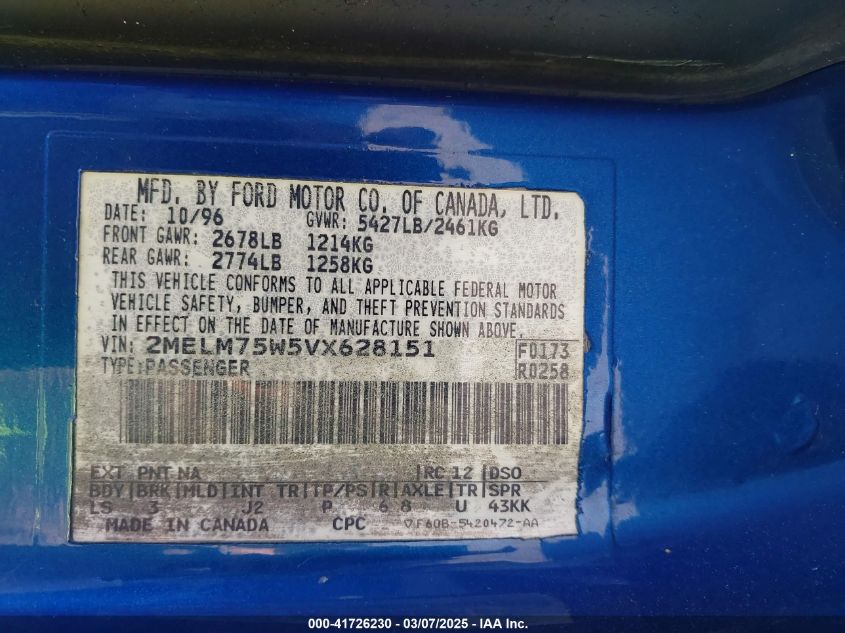 MFD. BY FORD MOTOR CO. OF CANADA, LTD.
DATE: 10/96 GVWR: 5427LB/2461KG
FRONT GAWR: 2678LB 1214KG
REAR GAWR: 2774LB 1258KG
THIS VEHICLE CONFORMS TO ALL APPLICABLE FEDERAL MOTOR
VEHICLE SAFETY, BUMPER, AND THEFT PREVENTION STANDARDS
IN EFFECT ON THE DATE OF MANUFACTURE SHOWN ABOVE.
VIN: 2MELM75W5VX628151 F0173
TYPE: PASSENGER R0258
EXT PNT NA RC 12 DSO
BDY BRK MLD INT TR TP/PS R AXLE TR SPR
LS 3 J2 P 6 8 U 43KK
MADE IN CANADA CPC VF60B-5420472-AA
000-41726230 - 03/07/2025 - IAAI, Inc.